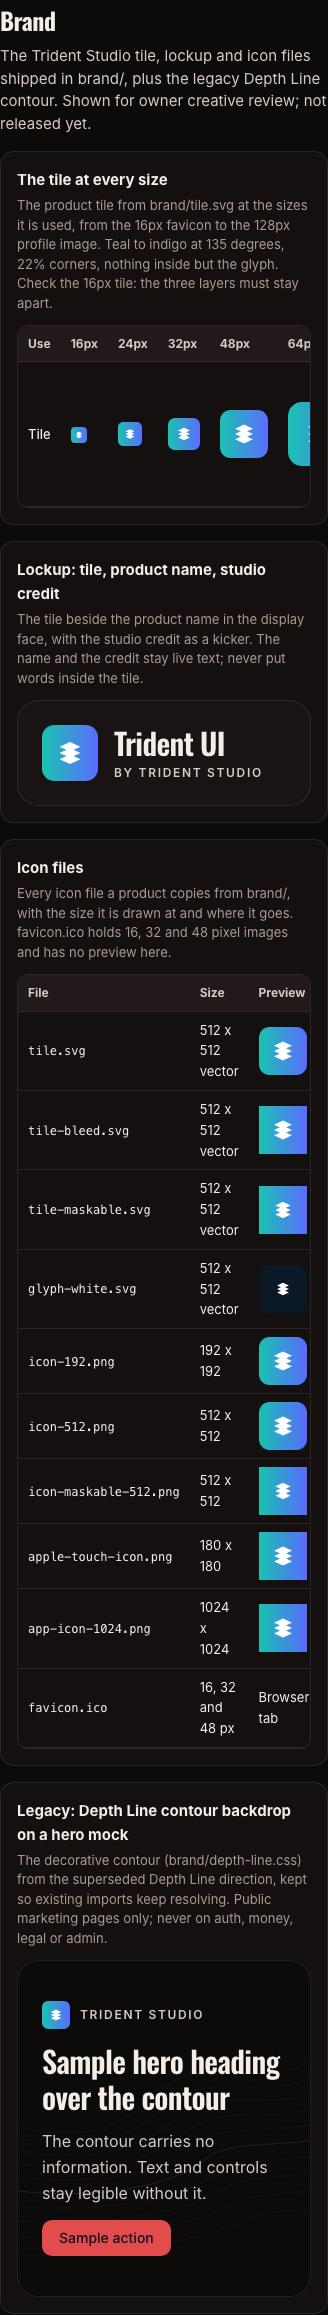 Brand
The Trident Studio tile, lockup and icon files
shipped in brand/, plus the legacy Depth Line
contour. Shown for owner creative review; not
released yet.
The tile at every size
The product tile from brand/tile.svg at the sizes
it is used, from the 16px favicon to the 128px
profile image. Teal to indigo at 135 degrees,
22% corners, nothing inside but the glyph.
Check the 16px tile: the three layers must stay
apart.
Use 16px 24px 32px 48px 64p
Tile
Lockup: tile, product name, studio
credit
The tile beside the product name in the display
face, with the studio credit as a kicker. The
name and the credit stay live text; never put
words inside the tile.
Trident UI
BY TRIDENT STUDIO
Icon files
Every icon file a product copies from brand/,
with the size it is drawn at and where it goes.
favicon.ico holds 16, 32 and 48 pixel images
and has no preview here.
File Size Preview
tile.svg 512 x
512
vector
tile-bleed.svg 512 x
512
vector
tile-maskable.svg 512 x
512
vector
glyph-white.svg 512 x
512
vector
icon-192.png 192 x
192
icon-512.png 512 x
512
icon-maskable-512.png 512 x
512
apple-touch-icon.png 180 x
180
app-icon-1024.png 1024
x
1024
favicon.ico 16, 32
and
48 px
Browser
tab
Legacy: Depth Line contour backdrop
on a hero mock
The decorative contour (brand/depth-line.css)
from the superseded Depth Line direction, kept
so existing imports keep resolving. Public
marketing pages only; never on auth, money,
legal or admin.
TRIDENT STUDIO
Sample hero heading
over the contour
The contour carries no
information. Text and controls
stay legible without it.
Sample action